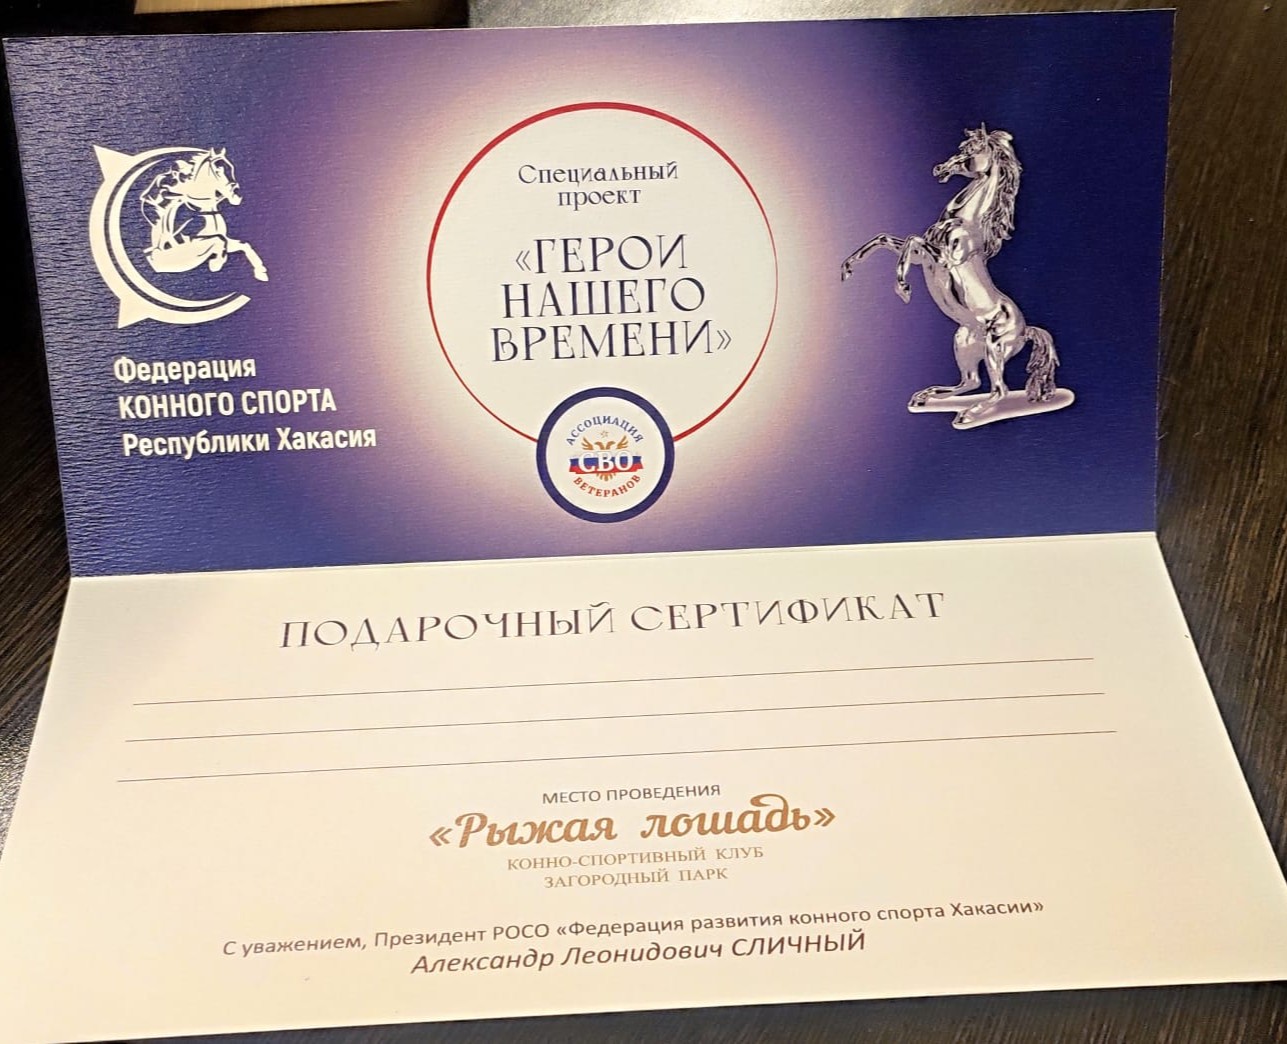 Специальный
проект
«ГЕРОИ
НАШЕГО
ВРЕМЕНИ»
Федерация
КОННОГО СПОРТА
Республики Хакасия
АССОЦИАЦИЯ
СВО
ВЕТЕРАНОВ
ПОДАРОЧНЫЙ СЕРТИФИКАТ
МЕСТО ПРОВЕДЕНИЯ
«Рыжая лошадь»
КОННО-СПОРТИВНЫЙ КЛУБ
ЗАГОРОДНЫЙ ПАРК
С уважением, Президент РОСО «Федерация развития конного спорта Хакасии»
Александр Леонидович СЛИЧНЫЙ